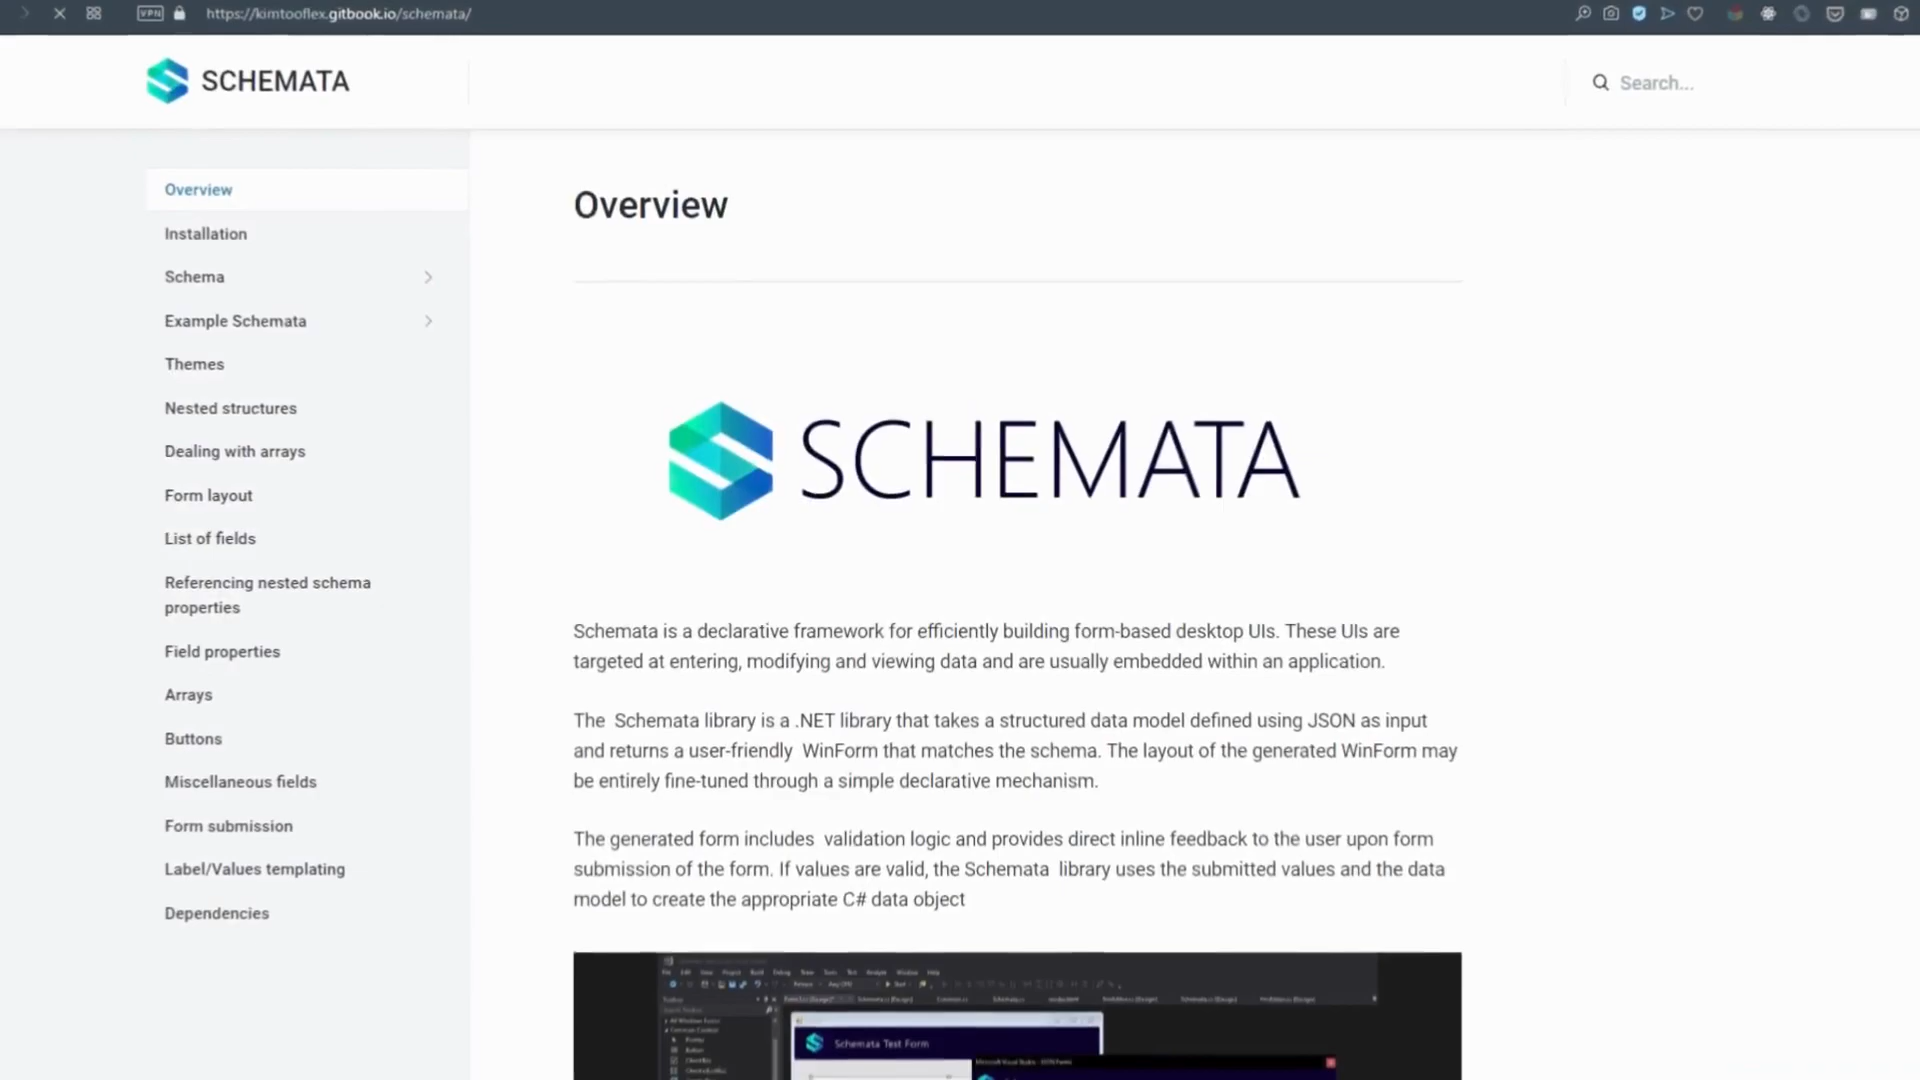 VPN https://kimtooflex.gitbook.io/schemata/
SCHEMATA
Search...
Overview
Installation
Schema
Example Schemata
Themes
Nested structures
Dealing with arrays
Form layout
List of fields
Referencing nested schema
properties
Field properties
Arrays
Buttons
Miscellaneous fields
Form submission
Label/Values templating
Dependencies
Overview
SCHEMATA
Schemata is a declarative framework for efficiently building form-based desktop UIs. These UIs are
targeted at entering, modifying and viewing data and are usually embedded within an application.
The Schemata library is a .NET library that takes a structured data model defined using JSON as input
and returns a user-friendly WinForm that matches the schema. The layout of the generated WinForm may
be entirely fine-tuned through a simple declarative mechanism.
The generated form includes validation logic and provides direct inline feedback to the user upon form
submission of the form. If values are valid, the Schemata library uses the submitted values and the data
model to create the appropriate C# data object
Schemata Test Form